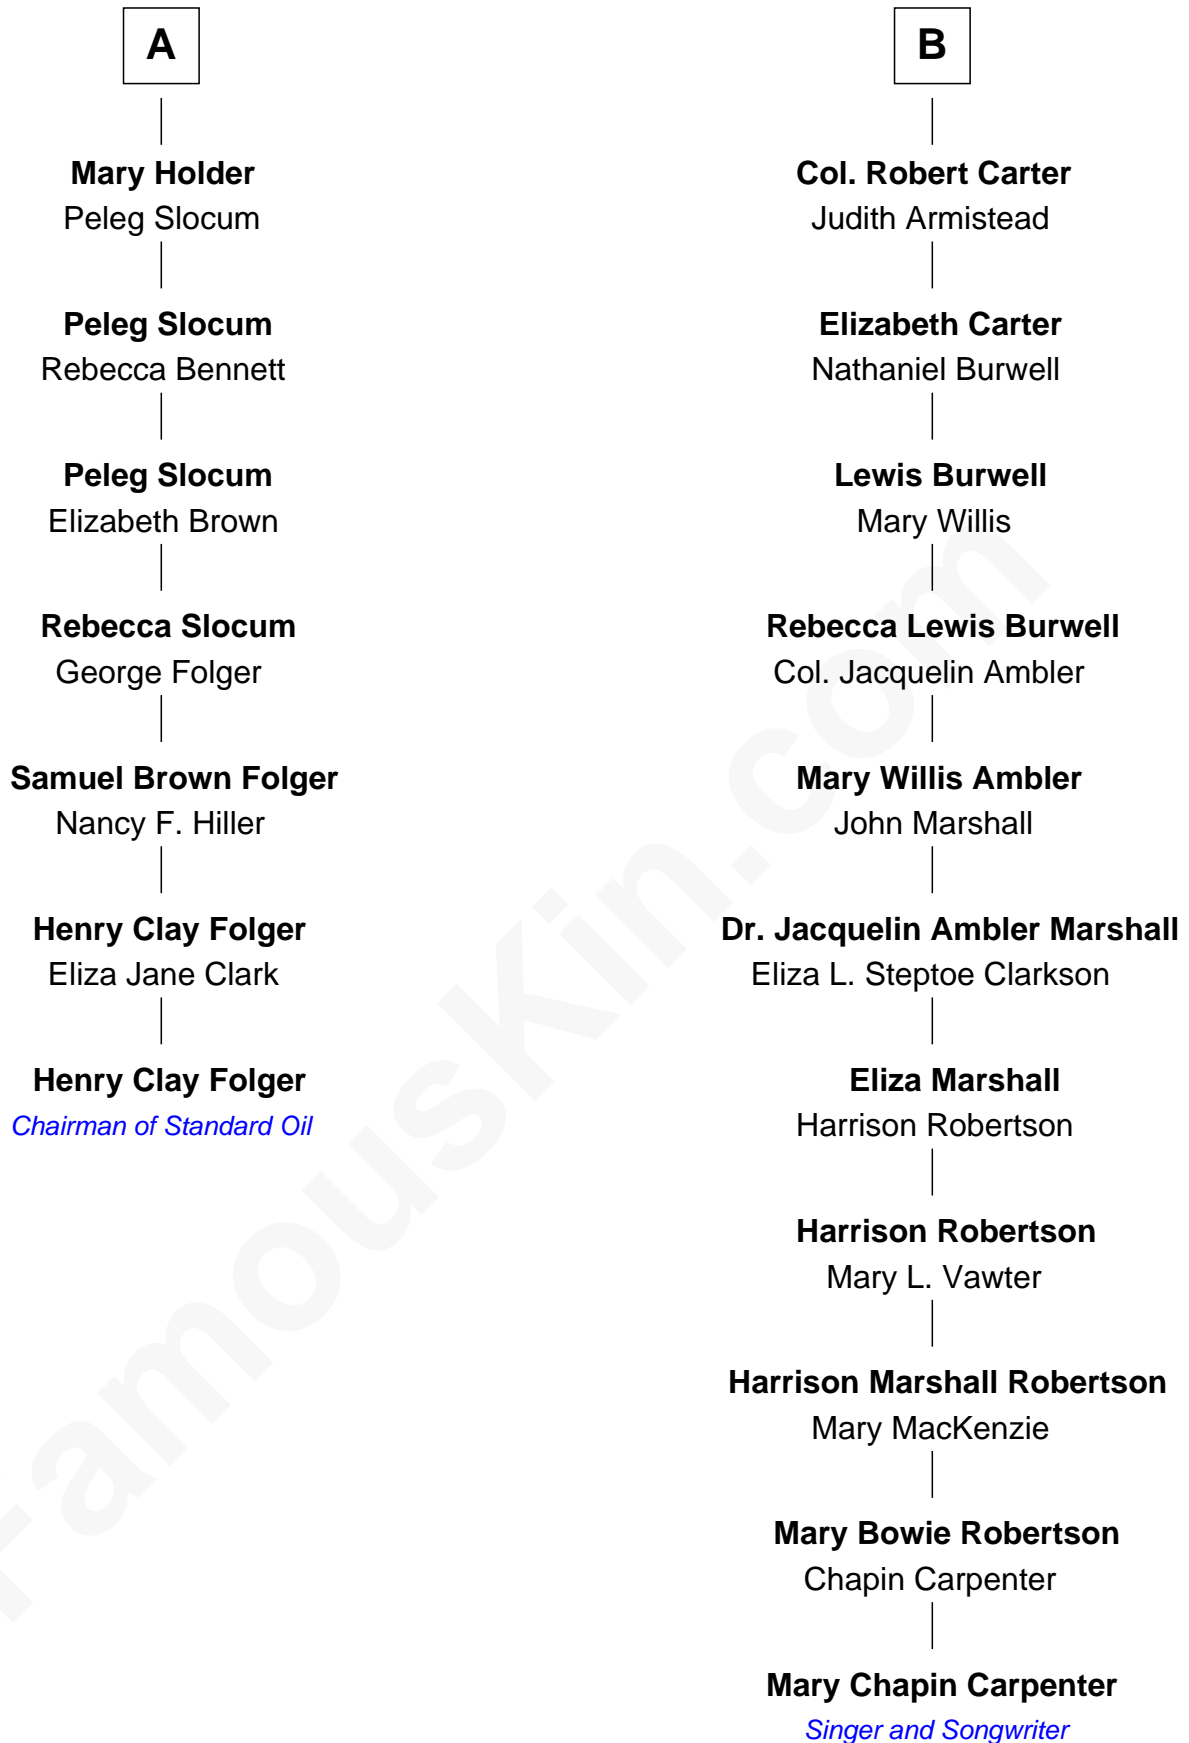 A
Mary Holder
Peleg Slocum
Peleg Slocum
Rebecca Bennett
Peleg Slocum
Elizabeth Brown
Rebecca Slocum
George Folger
Samuel Brown Folger
Nancy F. Hiller
Henry Clay Folger
Eliza Jane Clark
Henry Clay Folger
Chairman of Standard Oil
B
Col. Robert Carter
Judith Armistead
Elizabeth Carter
Nathaniel Burwell
Lewis Burwell
Mary Willis
Rebecca Lewis Burwell
Col. Jacquelin Ambler
Mary Willis Ambler
John Marshall
Dr. Jacquelin Ambler Marshall
Eliza L. Steptoe Clarkson
Eliza Marshall
Harrison Robertson
Harrison Robertson
Mary L. Vawter
Harrison Marshall Robertson
Mary MacKenzie
Mary Bowie Robertson
Chapin Carpenter
Mary Chapin Carpenter
Singer and Songwriter
FamousKin.com